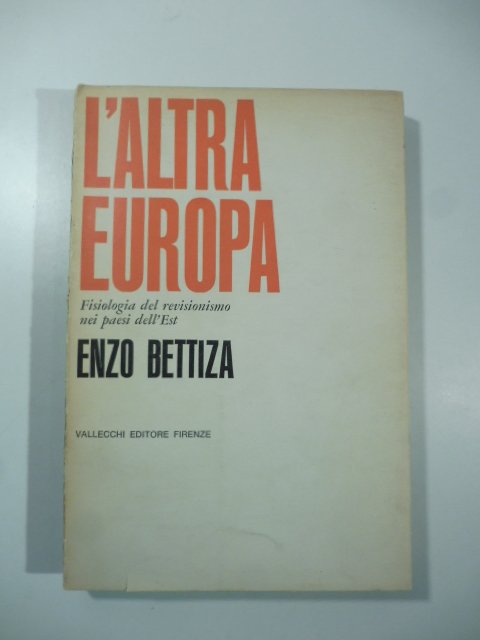 L'ALTRA
EUROPA
Fisiologia del revisionismo
nei paesi dell'Est
ENZO BETTIZA
VALLECCHI EDITORE FIRENZE